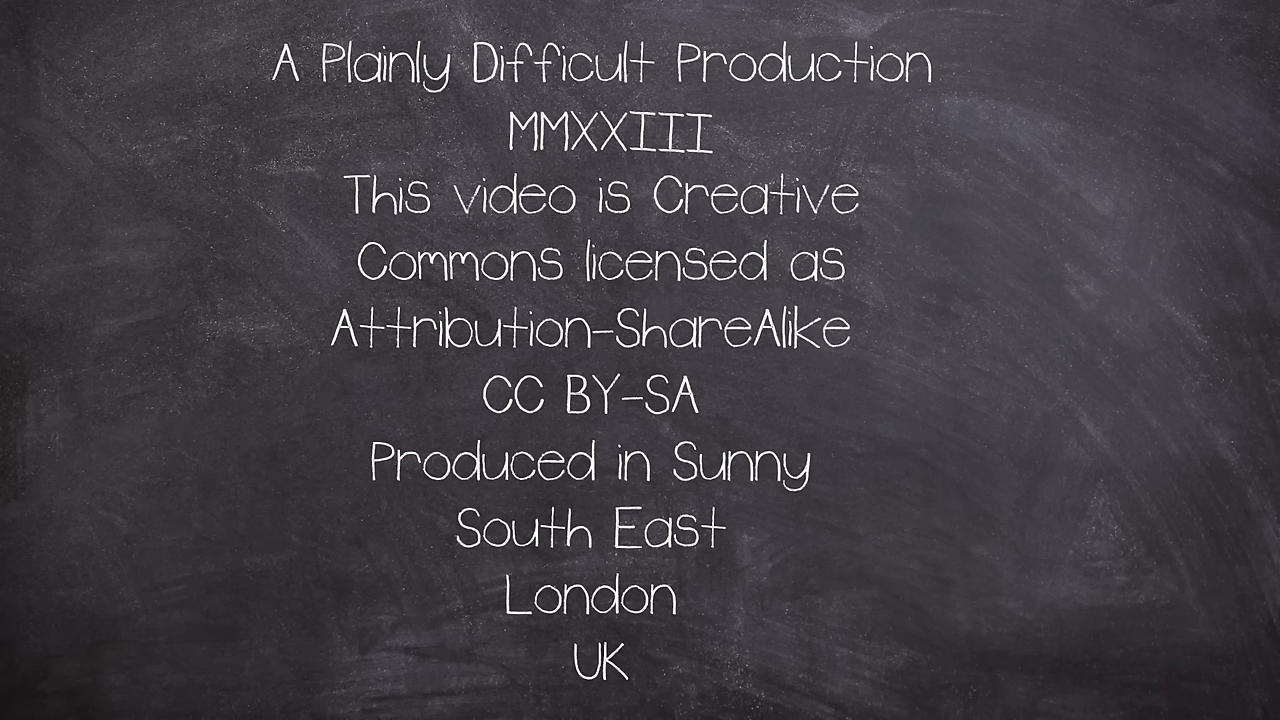 A Plainly Difficult Production
MMXXIII
This video is Creative
Commons licensed as
Attribution-ShareAlike
CC BY-SA
Produced in Sunny
South East
London
UK